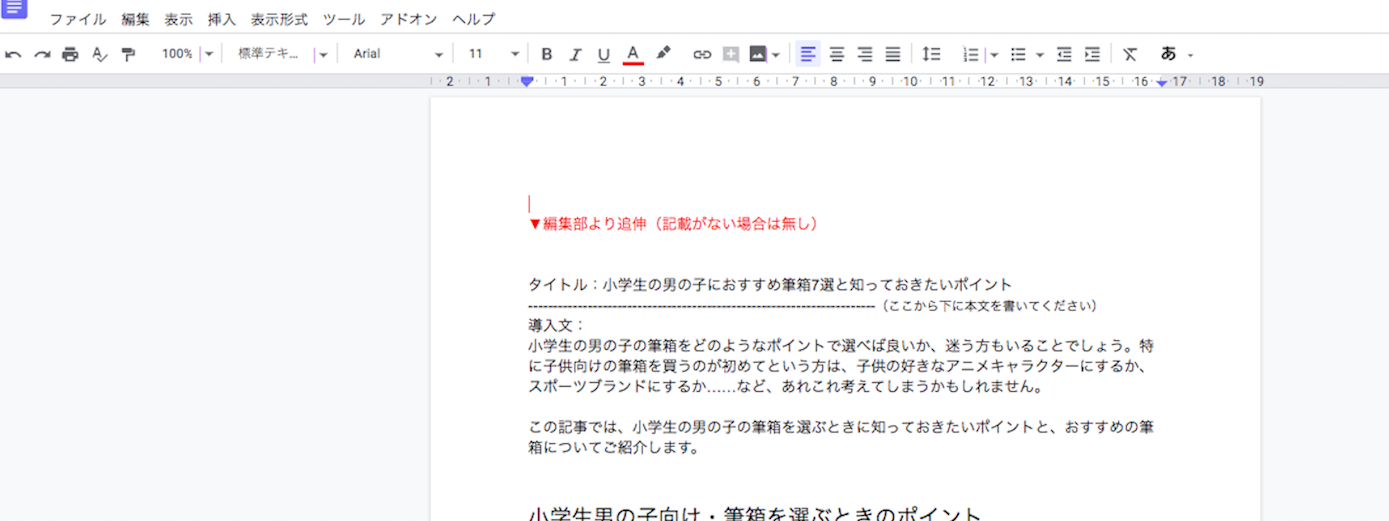 ファイル 編集 表示 挿入 表示形式 ツール アドオン ヘルプ
100% 標準テキ... Arial 11 B I U A あ
2 1 1 2 3 4 5 6 7 8 9 10 11 12 13 14 15 16 17 18 19
▼編集部より追伸（記載がない場合は無し）
タイトル：小学生の男の子におすすめ筆箱7選と知っておきたいポイント
----------------------------------------------------------------------（ここから下に本文を書いてください）
導入文：
小学生の男の子の筆箱をどのようなポイントで選べば良いか、迷う方もいることでしょう。特
に子供向けの筆箱を買うのが初めてという方は、子供の好きなアニメキャラクターにするか、
スポーツブランドにするか……など、あれこれ考えてしまうかもしれません。
この記事では、小学生の男の子の筆箱を選ぶときに知っておきたいポイントと、おすすめの筆
箱についてご紹介します。
小学生男の子向け・筆箱を選ぶときのポイント